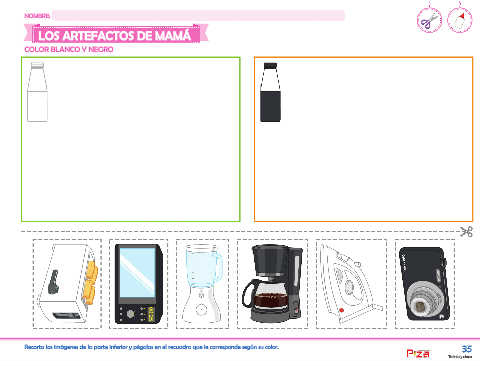 NOMBRE:
LOS ARTEFACTOS DE MAMÁ
COLOR BLANCO Y NEGRO
Recorta las imágenes de la parte inferior y pégalas en el recuadro que le corresponde según su color.
Pizá
35